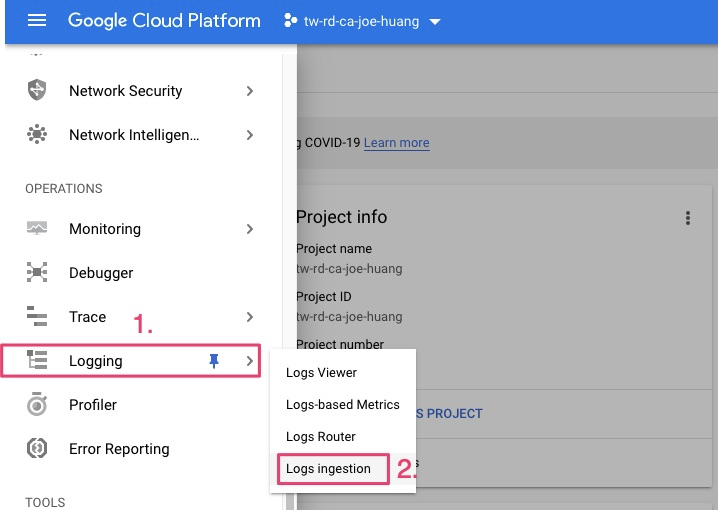 Google Cloud Platform
tw-rd-ca-joe-huang
Network Security
Network Intelligen...
COVID-19 Learn more
OPERATIONS
Project info
Monitoring
Project name
tw-rd-ca-joe-huang
Debugger
Project ID
Trace
1.
tw-rd-ca-joe-huang
Project number
Logging
Logs Viewer
Profiler
Logs-based Metrics
S PROJECT
Logs Router
Error Reporting
Logs ingestion
2.
TOOLS